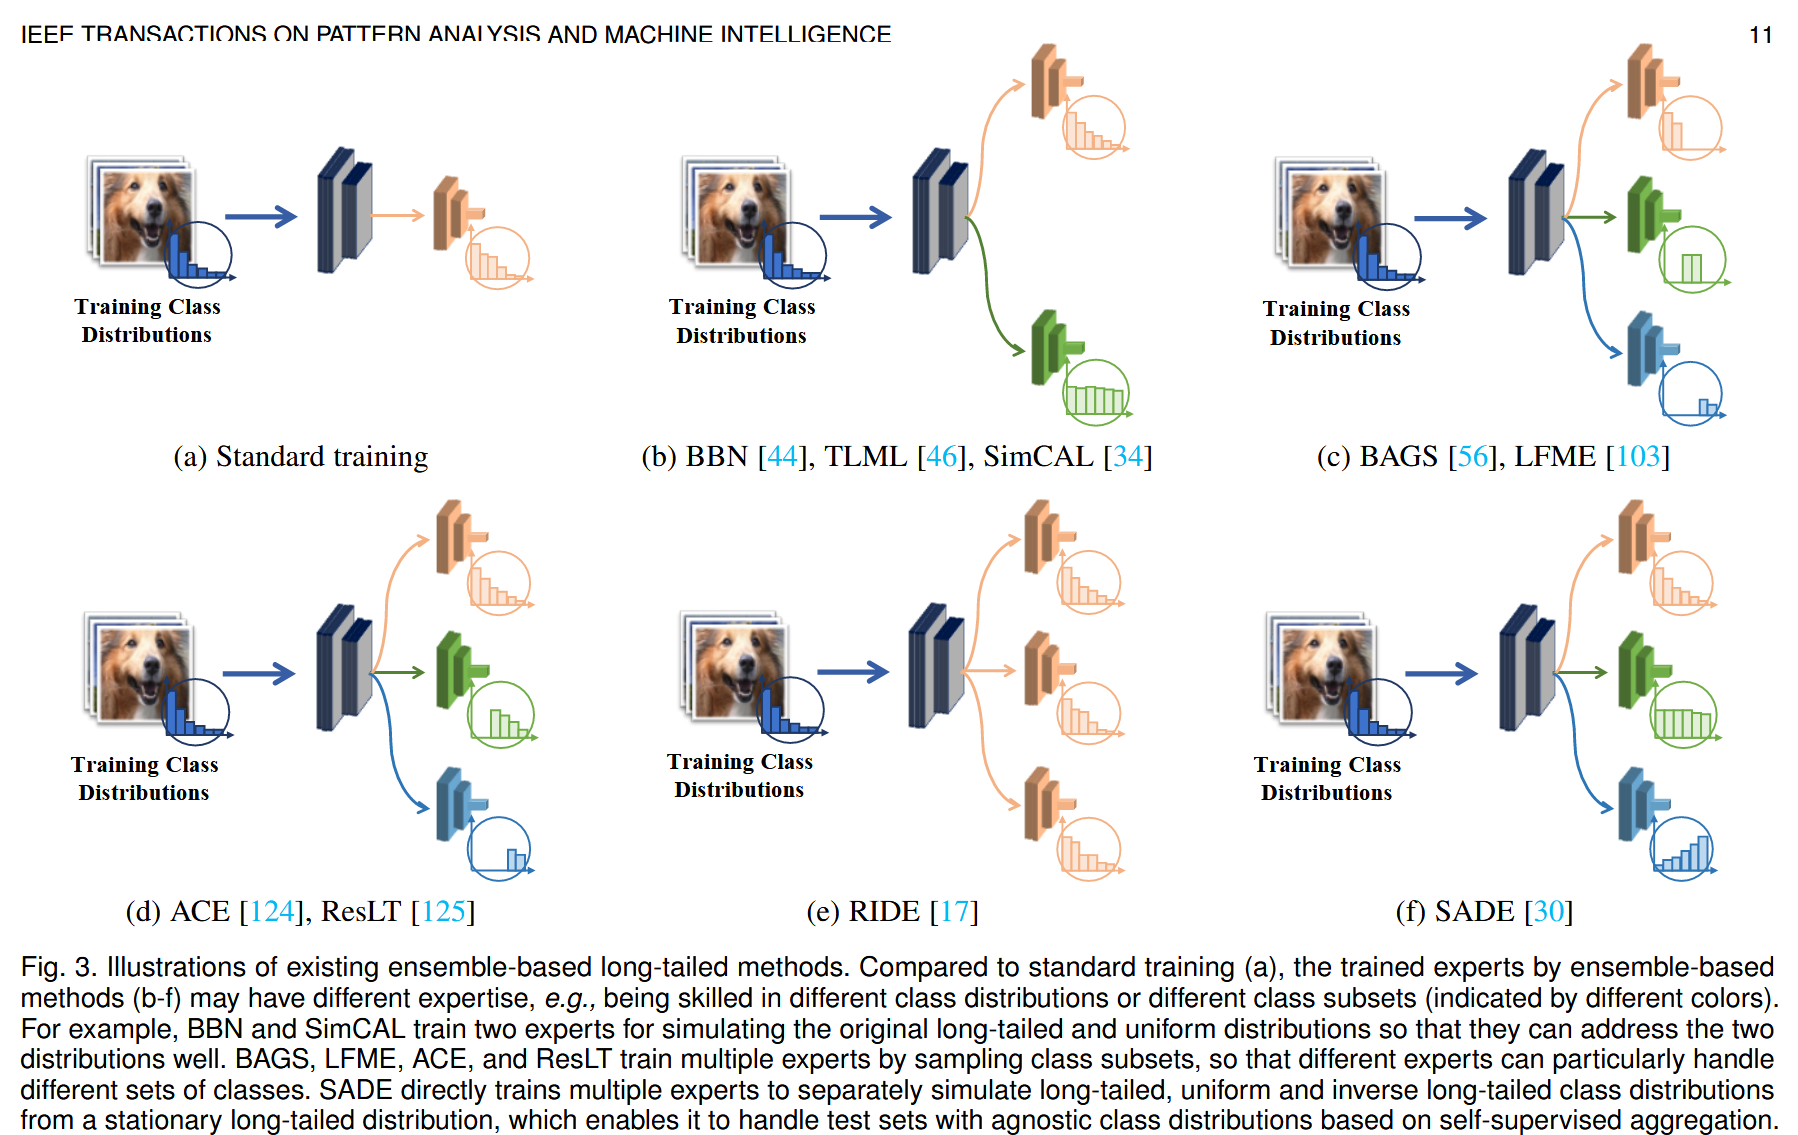 IEEE TRANSACTIONS ON PATTERN ANALYSIS AND MACHINE INTELLIGENCE 11
Training Class
Distributions
(a) Standard training
Training Class
Distributions
(b) BBN [44], TLML [46], SimCAL [34]
Training Class
Distributions
(c) BAGS [56], LFME [103]
Training Class
Distributions
(d) ACE [124], ResLT [125]
Training Class
Distributions
(e) RIDE [17]
Training Class
Distributions
(f) SADE [30]
Fig. 3. Illustrations of existing ensemble-based long-tailed methods. Compared to standard training (a), the trained experts by ensemble-based
methods (b-f) may have different expertise, e.g., being skilled in different class distributions or different class subsets (indicated by different colors).
For example, BBN and SimCAL train two experts for simulating the original long-tailed and uniform distributions so that they can address the two
distributions well. BAGS, LFME, ACE, and ResLT train multiple experts by sampling class subsets, so that different experts can particularly handle
different sets of classes. SADE directly trains multiple experts to separately simulate long-tailed, uniform and inverse long-tailed class distributions
from a stationary long-tailed distribution, which enables it to handle test sets with agnostic class distributions based on self-supervised aggregation.